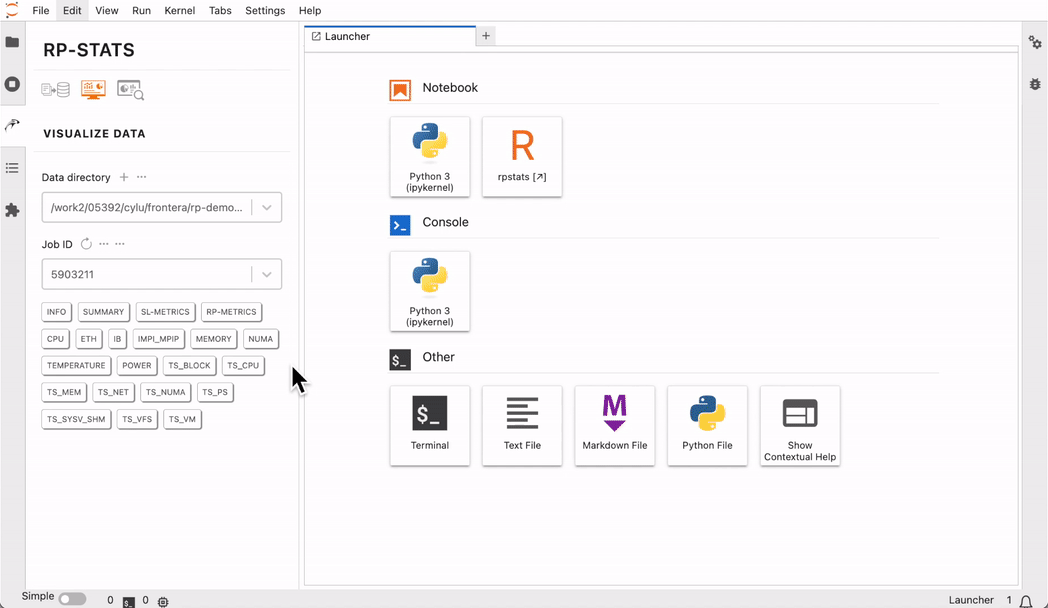 File Edit View Run Kernel Tabs Settings Help
RP-STATS
VISUALIZE DATA
Data directory
/work2/05392/cylu/frontera/rp-demo...
Job ID
5903211
INFO SUMMARY SL-METRICS RP-METRICS
CPU ETH IB IMPI_MPIP MEMORY NUMA
TEMPERATURE POWER TS_BLOCK TS_CPU
TS_MEM TS_NET TS_NUMA TS_PS
TS_SYSV_SHM TS_VFS TS_VM
Launcher
Notebook
Python 3
(ipykernel)
R
rpstats [↗]
Console
>_
Python 3
(ipykernel)
Other
$_
$_
Terminal
Text File
M
Markdown File
Python File
Show
Contextual Help
Simple 0 $_ 0
Launcher 1